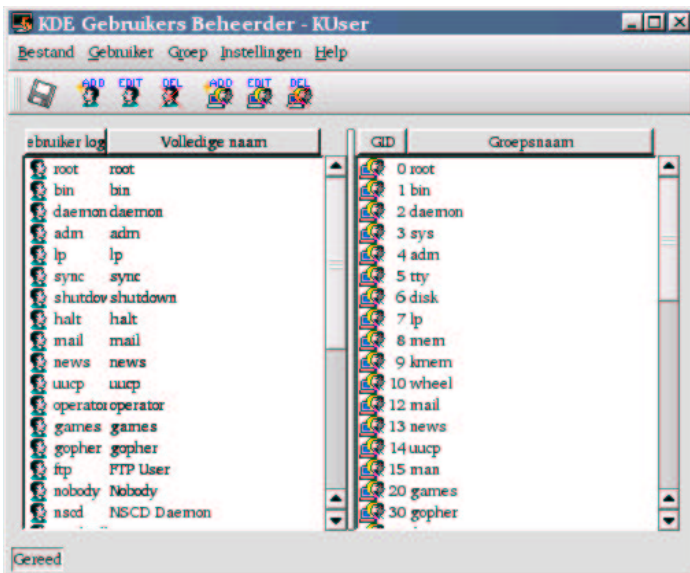 KDE Gebruikers Beheerder - KUser
Bestand Gebruiker Groep Instellingen Help
ADD EDIT DEL ADD EDIT DEL
ebruiker log Volledige naam
root root
bin bin
daemon daemon
adm adm
lp lp
sync sync
shutdov shutdown
halt halt
mail mail
news news
uucp uucp
operator operator
games games
gopher gopher
ftp FTP User
nobody Nobody
nscd NSCD Daemon
GID Groepsnaam
0 root
1 bin
2 daemon
3 sys
4 adm
5 tty
6 disk
7 lp
8 mem
9 kmem
10 wheel
12 mail
13 news
14 uucp
15 man
20 games
30 gopher
Gereed